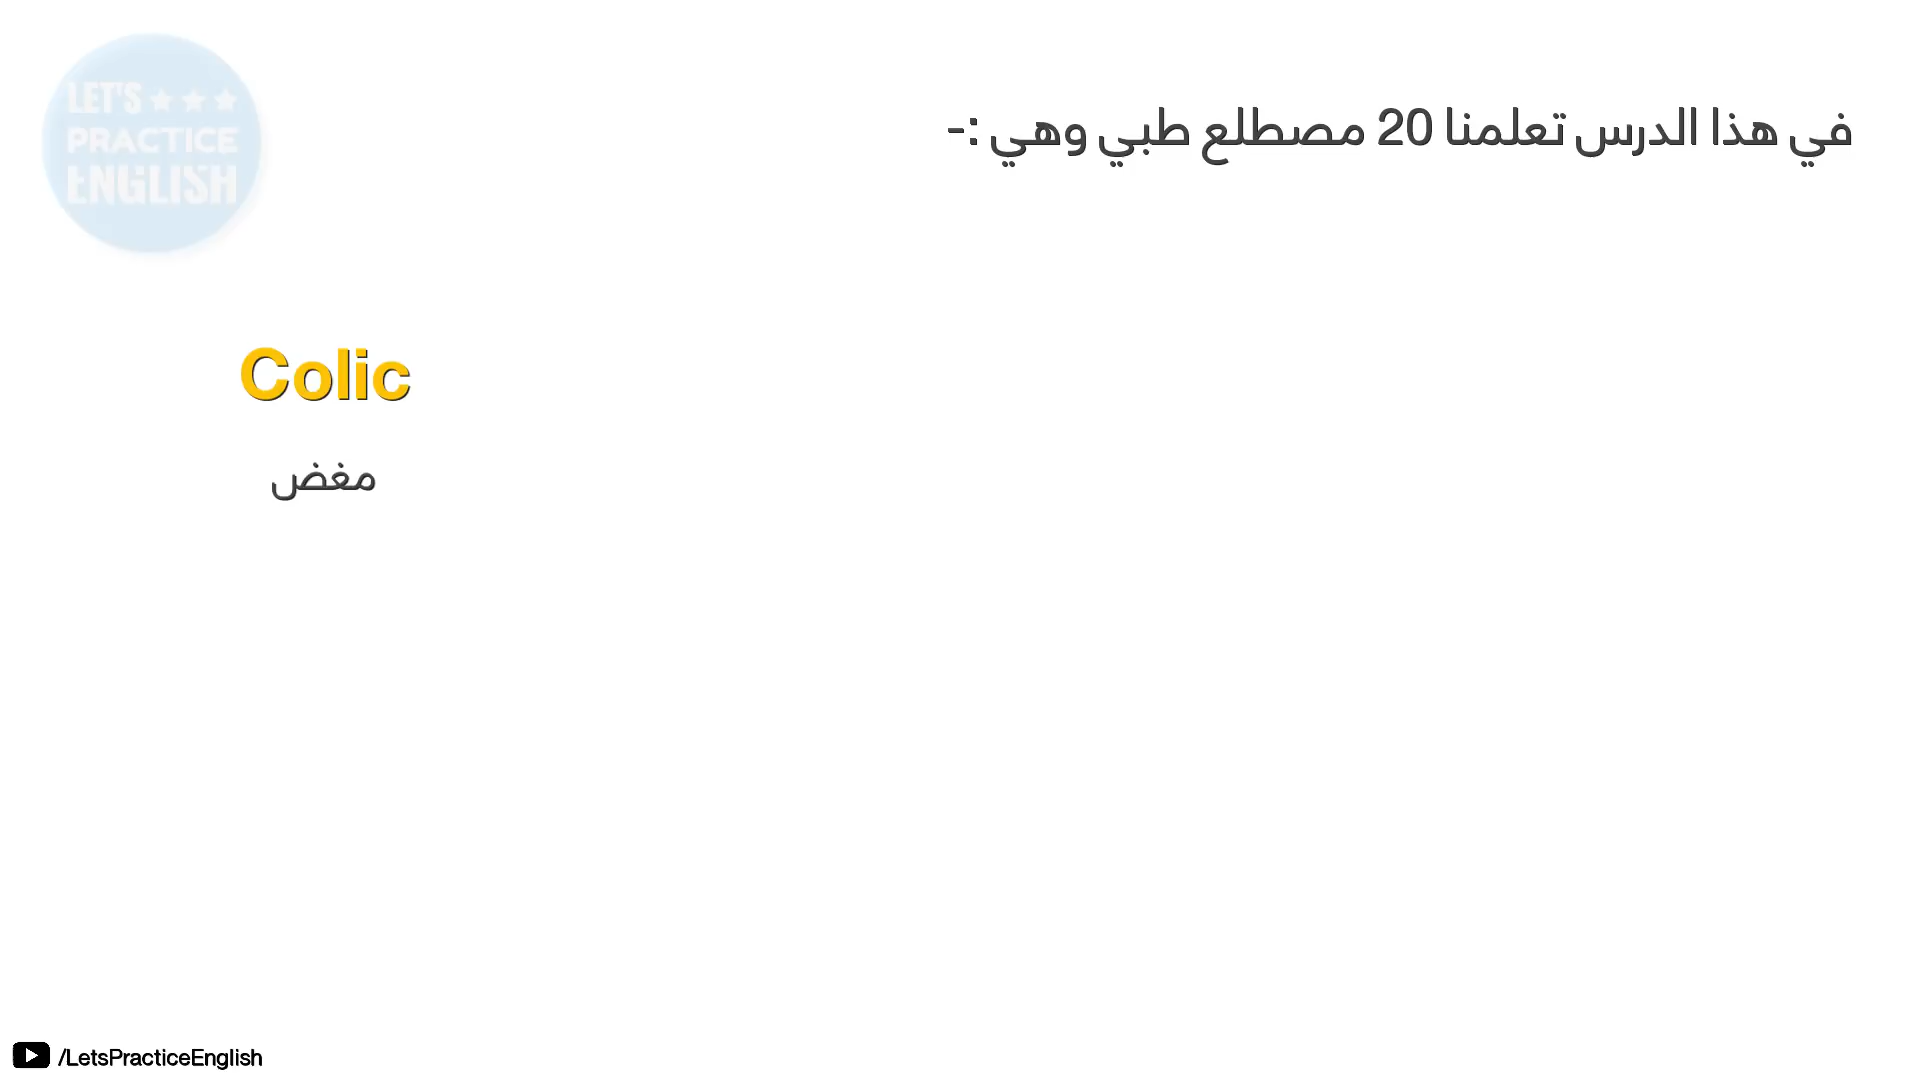 LET'S
PRACTICE
ENGLISH
في هذا الدرس تعلمنا 20 مصطلع طبي وهي :-
Colic
مغض
/LetsPracticeEnglish